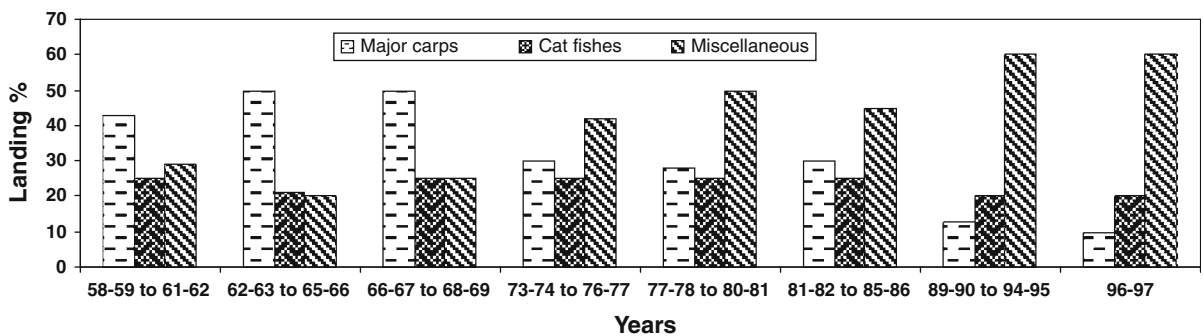 70
60
50
40
30
20
10
0
Landing %
Major carps Cat fishes Miscellaneous
58-59 to 61-62 62-63 to 65-66 66-67 to 68-69 73-74 to 76-77 77-78 to 80-81 81-82 to 85-86 89-90 to 94-95 96-97
Years